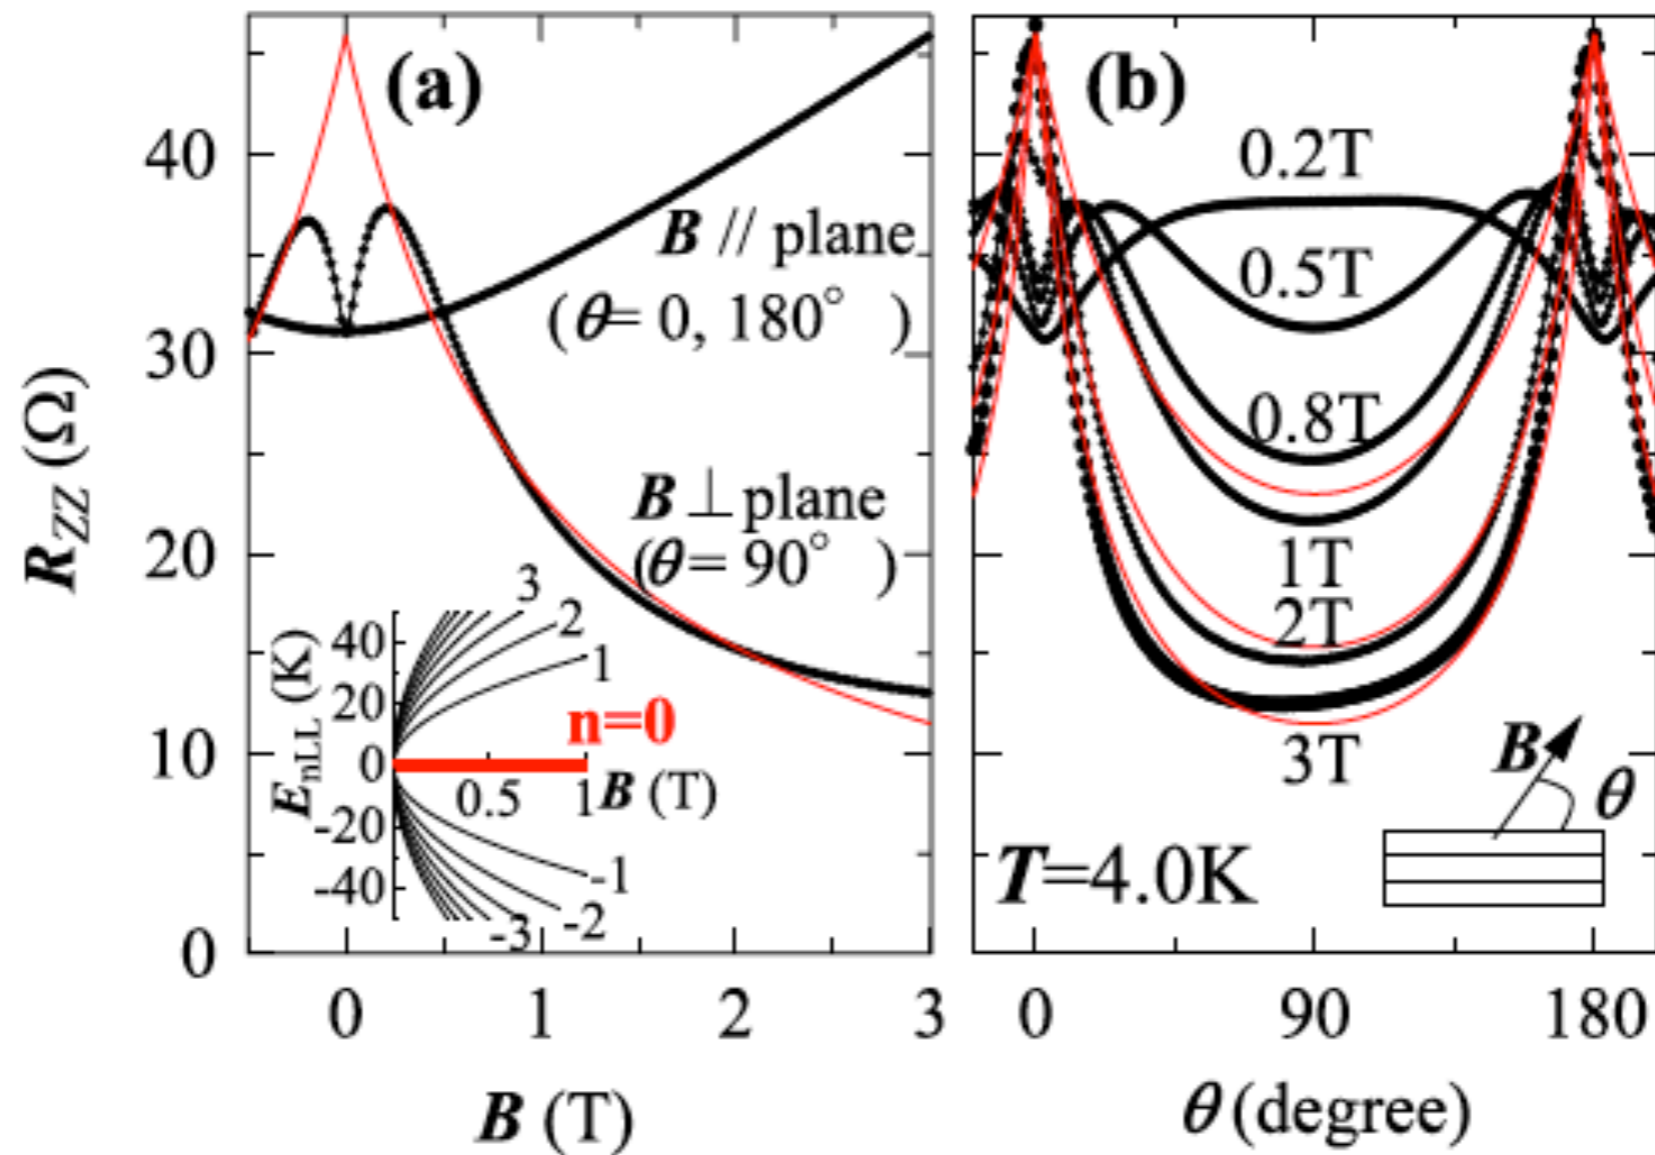 (a)
B // plane
(θ= 0, 180° )
B ⊥ plane
(θ= 90° )
R_ZZ (Ω)
40
30
20
10
0
0
1
2
3
B (T)
3
2
1
n=0
-1
-2
-3
E_nLL (K)
40
20
0
-20
-40
0.5
1
B (T)
(b)
0.2T
0.5T
0.8T
1T
2T
3T
B
θ
T=4.0K
0
90
180
θ (degree)